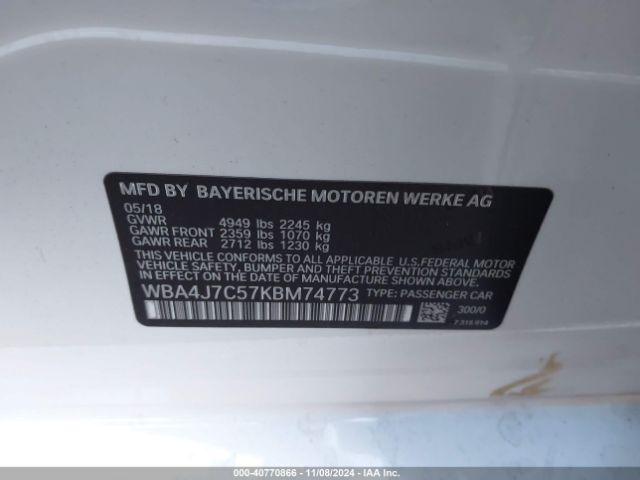 MFD BY BAYERISCHE MOTOREN WERKE AG
05/18
GVWR 4949 lbs 2245 kg
GAWR FRONT 2359 lbs 1070 kg
GAWR REAR 2712 lbs 1230 kg
THIS VEHICLE CONFORMS TO ALL APPLICABLE U.S.FEDERAL MOTOR
VEHICLE SAFETY, BUMPER, AND THEFT PREVENTION STANDARDS
IN EFFECT ON THE DATE OF MANUFACTURE SHOWN ABOVE.
WBA4J7C57KBM74773 TYPE: PASSENGER CAR
300/0
7315914
000-40770866 - 11/08/2024 - IAA Inc.